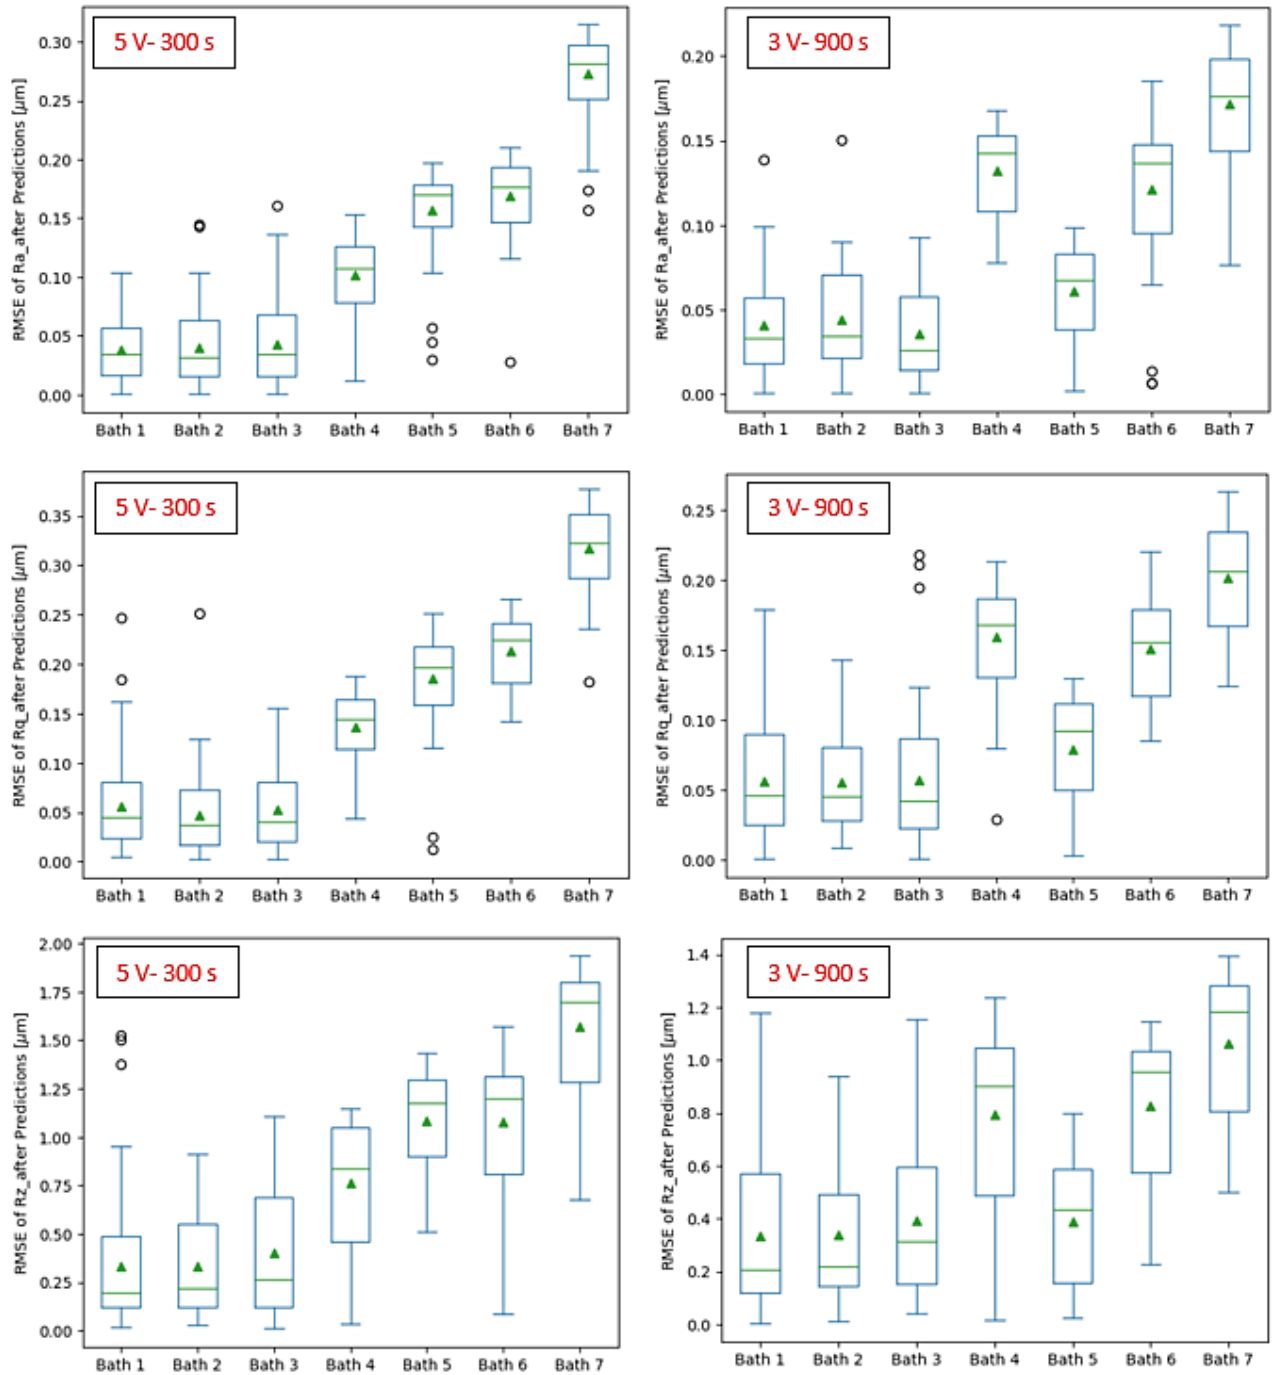 5 V- 300 s
RMSE of Ra_after Predictions [µm]
0.30
0.25
0.20
0.15
0.10
0.05
0.00
Bath 1 Bath 2 Bath 3 Bath 4 Bath 5 Bath 6 Bath 7
3 V- 900 s
RMSE of Ra_after Predictions [µm]
0.20
0.15
0.10
0.05
0.00
Bath 1 Bath 2 Bath 3 Bath 4 Bath 5 Bath 6 Bath 7
5 V- 300 s
RMSE of Rq_after Predictions [µm]
0.35
0.30
0.25
0.20
0.15
0.10
0.05
0.00
Bath 1 Bath 2 Bath 3 Bath 4 Bath 5 Bath 6 Bath 7
3 V- 900 s
RMSE of Rq_after Predictions [µm]
0.25
0.20
0.15
0.10
0.05
0.00
Bath 1 Bath 2 Bath 3 Bath 4 Bath 5 Bath 6 Bath 7
5 V- 300 s
RMSE of Rz_after Predictions [µm]
2.00
1.75
1.50
1.25
1.00
0.75
0.50
0.25
0.00
Bath 1 Bath 2 Bath 3 Bath 4 Bath 5 Bath 6 Bath 7
3 V- 900 s
RMSE of Rz_after Predictions [µm]
1.4
1.2
1.0
0.8
0.6
0.4
0.2
0.0
Bath 1 Bath 2 Bath 3 Bath 4 Bath 5 Bath 6 Bath 7